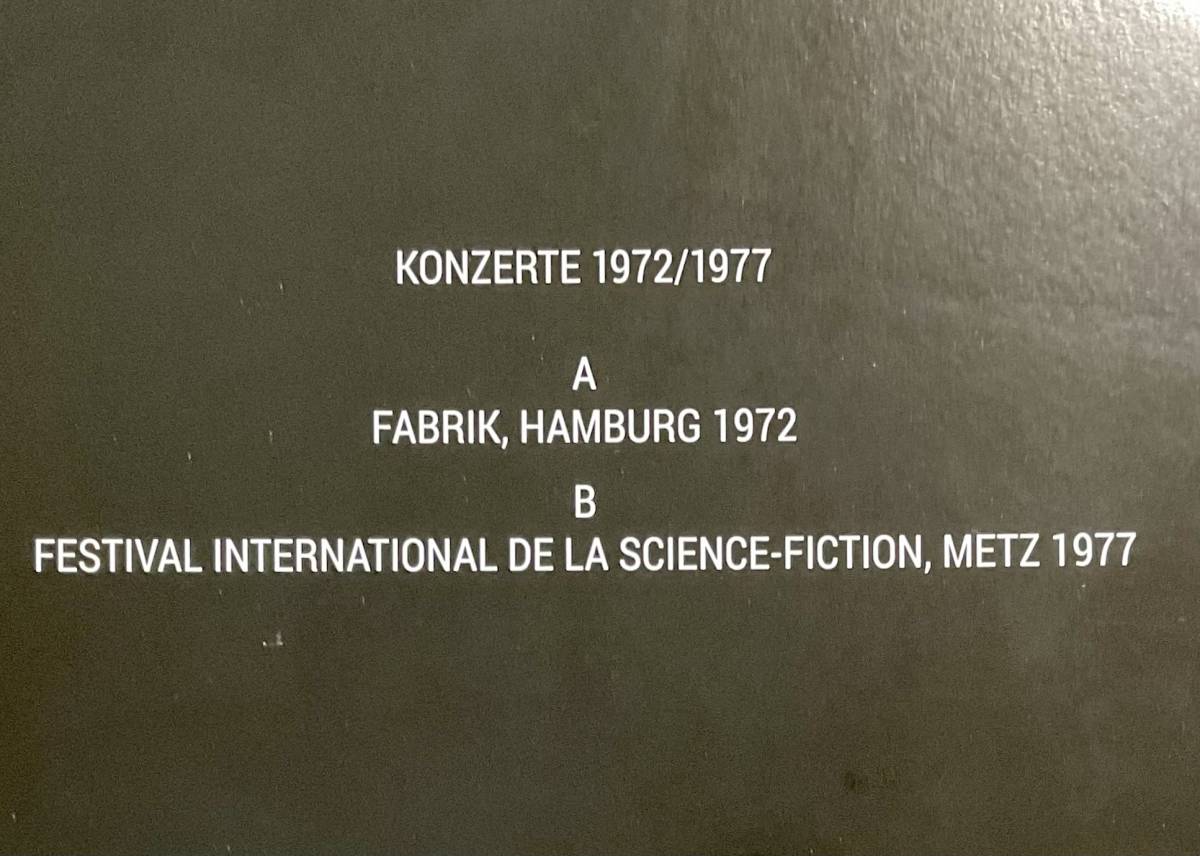 KONZERTE 1972/1977
A
FABRIK, HAMBURG 1972
B
FESTIVAL INTERNATIONAL DE LA SCIENCE-FICTION, METZ 1977